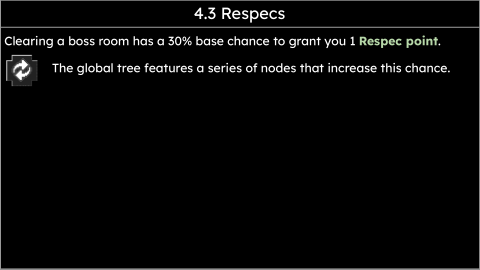 4.3 Respecs
Clearing a boss room has a 30% base chance to grant you 1 Respec point.
The global tree features a series of nodes that increase this chance.